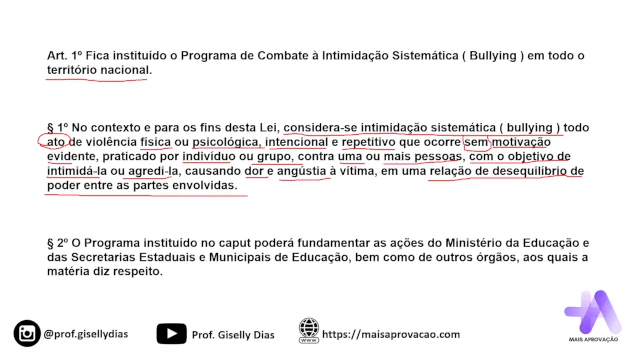 Art. 1º Fica instituído o Programa de Combate à Intimidação Sistemática ( Bullying ) em todo o
território nacional.
§ 1º No contexto e para os fins desta Lei, considera-se intimidação sistemática ( bullying ) todo
ato de violência física ou psicológica, intencional e repetitivo que ocorre sem motivação
evidente, praticado por indivíduo ou grupo, contra uma ou mais pessoas, com o objetivo de
intimidá-la ou agredi-la, causando dor e angústia à vítima, em uma relação de desequilíbrio de
poder entre as partes envolvidas.
§ 2º O Programa instituído no caput poderá fundamentar as ações do Ministério da Educação e
das Secretarias Estaduais e Municipais de Educação, bem como de outros órgãos, aos quais a
matéria diz respeito.
@prof.gisellydias
Prof. Giselly Dias
WWW
https://maisaprovacao.com
MAIS APROVAÇÃO